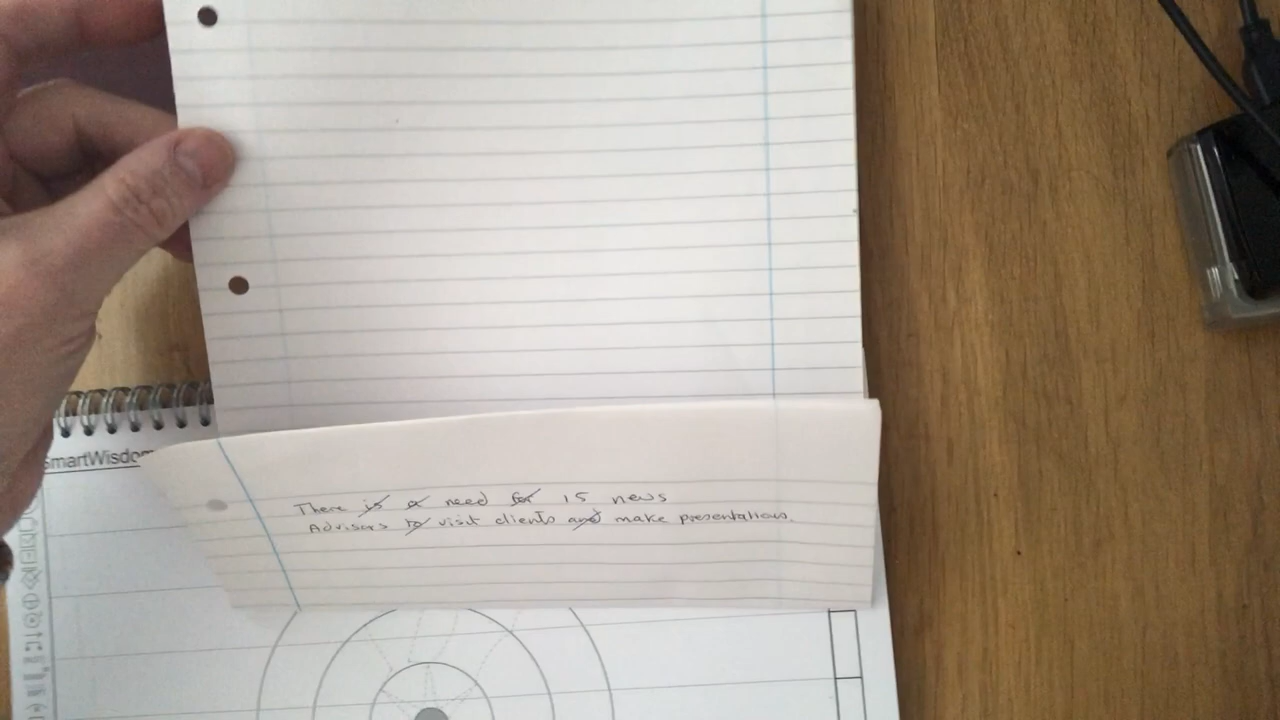 SmartWisdom
There is a need for 15 news
Advisors to visit clients and make presentations.